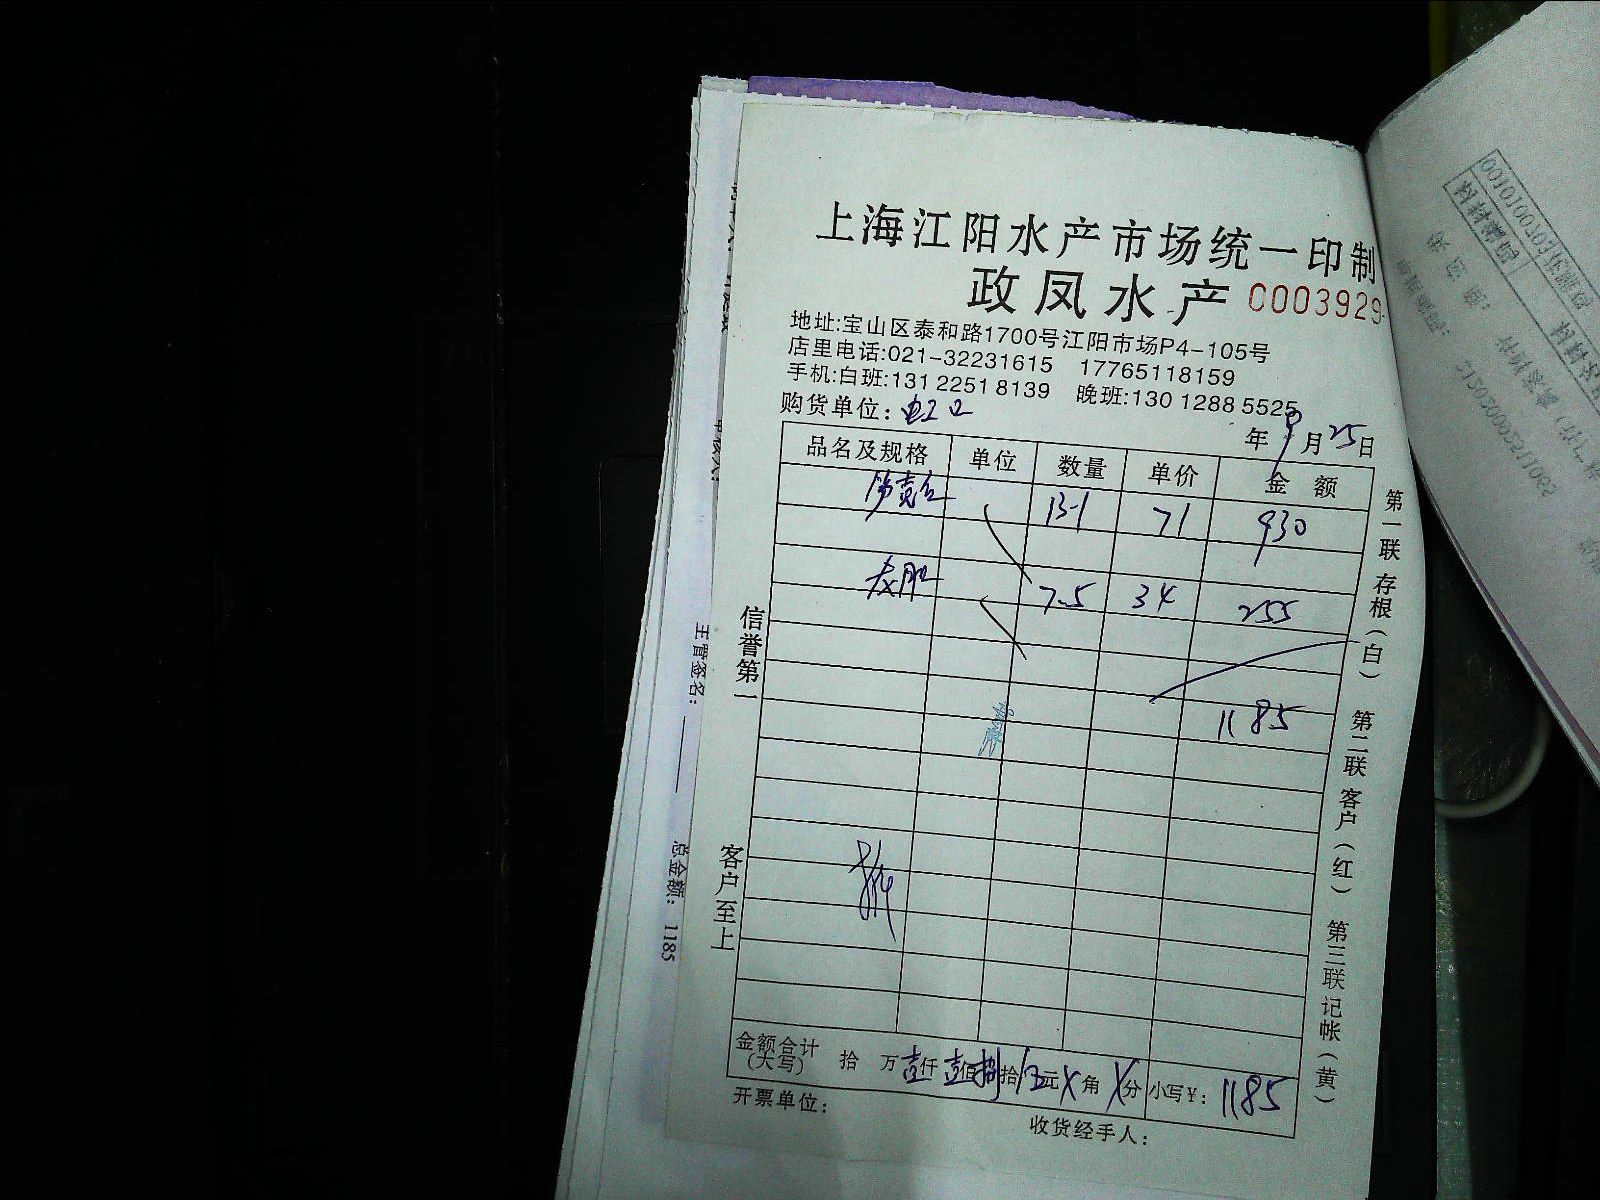 上海江阳水产市场统一印制
政凤水产 0003929
地址:宝山区泰和路1700号江阳市场P4-105号
店里电话:021-32231615 17765118159
手机:白班:131 2251 8139 晚班:130 1288 5525
购货单位: 虹口
年 9月25日
品名及规格 单位 数量 单价 金额
13.1 71 930
7.5 34 255
1185
金额合计(大写) 拾 万壹仟壹佰捌拾伍元X角X分 小写¥: 1185
开票单位:
收货经手人:
信誉第一
客户至上
第一联 存根(白) 第二联 客户(红) 第三联 记帐(黄)
主管签名:
总金额: 1185